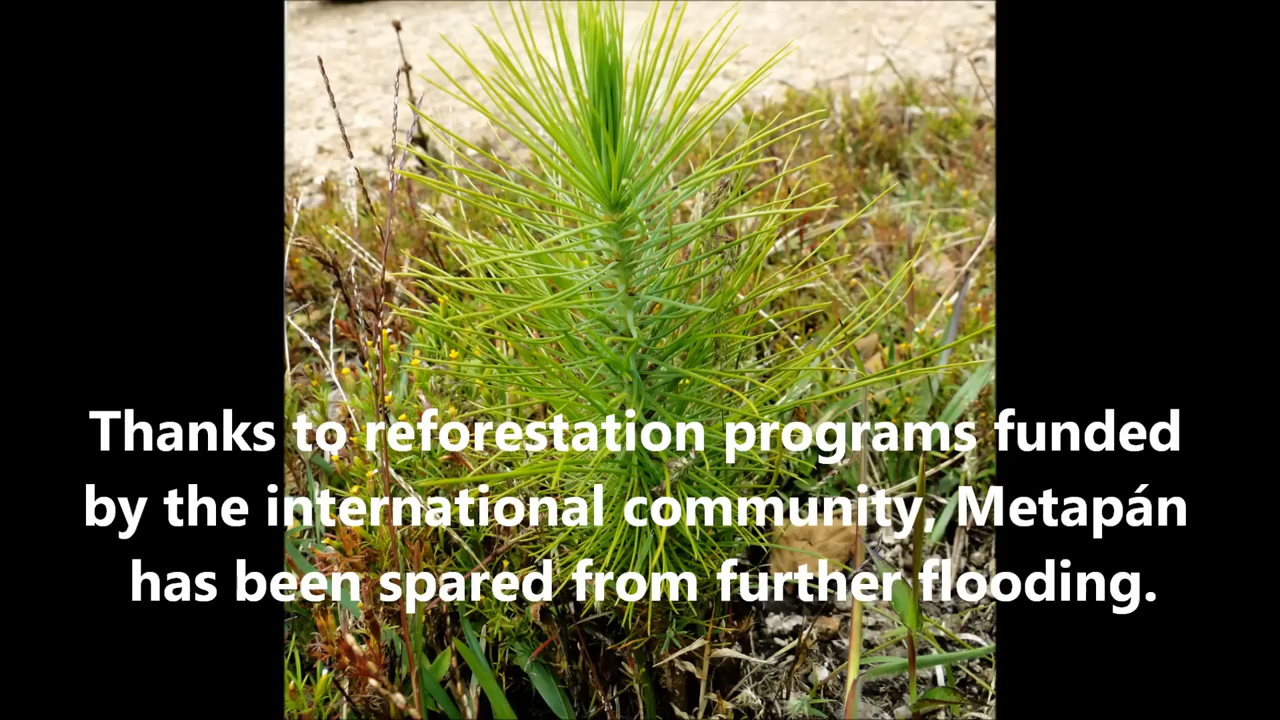 Thanks to reforestation programs funded
by the international community, Metapán
has been spared from further flooding.